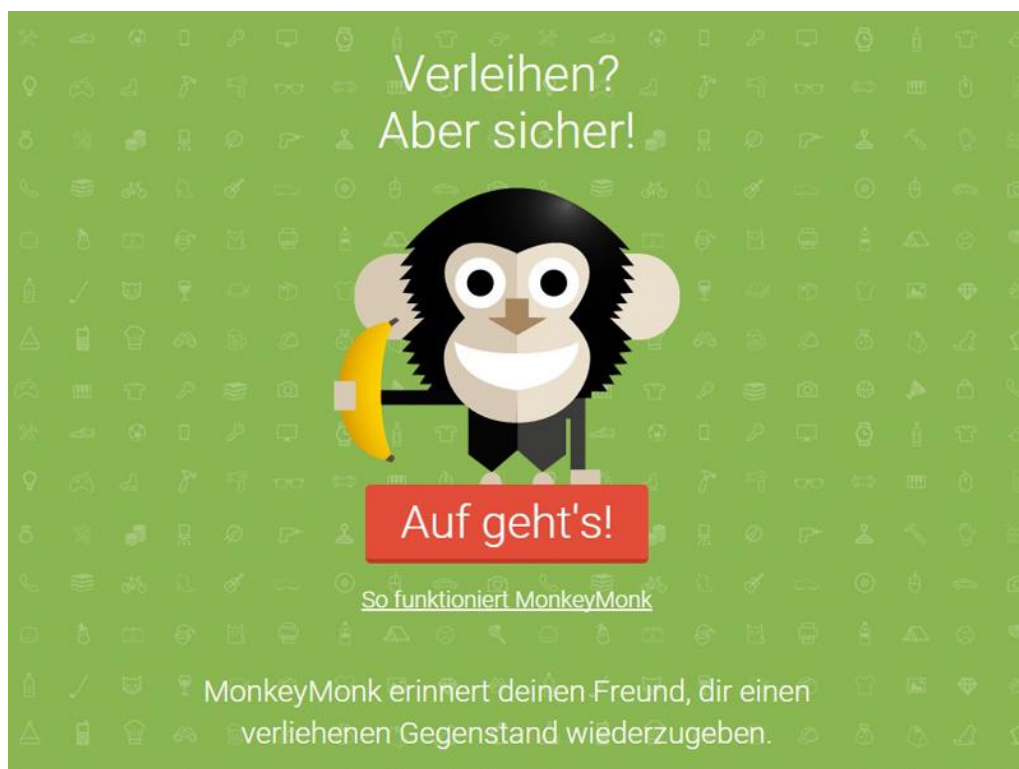 Verleihen?
Aber sicher!
Auf geht's!
So funktioniert MonkeyMonk
MonkeyMonk erinnert deinen Freund, dir einen
verliehenen Gegenstand wiederzugeben.